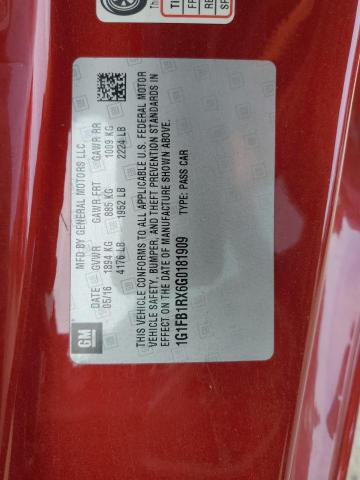 GM
MFD BY GENERAL MOTORS LLC
DATE GVWR GAWR FRT GAWR RR
05/16 1894 KG 885 KG 1009 KG
4176 LB 1952 LB 2224 LB
THIS VEHICLE CONFORMS TO ALL APPLICABLE U.S. FEDERAL MOTOR
VEHICLE SAFETY, BUMPER, AND THEFT PREVENTION STANDARDS IN
EFFECT ON THE DATE OF MANUFACTURE SHOWN ABOVE.
1G1FB1RX6G0181909 TYPE: PASS CAR